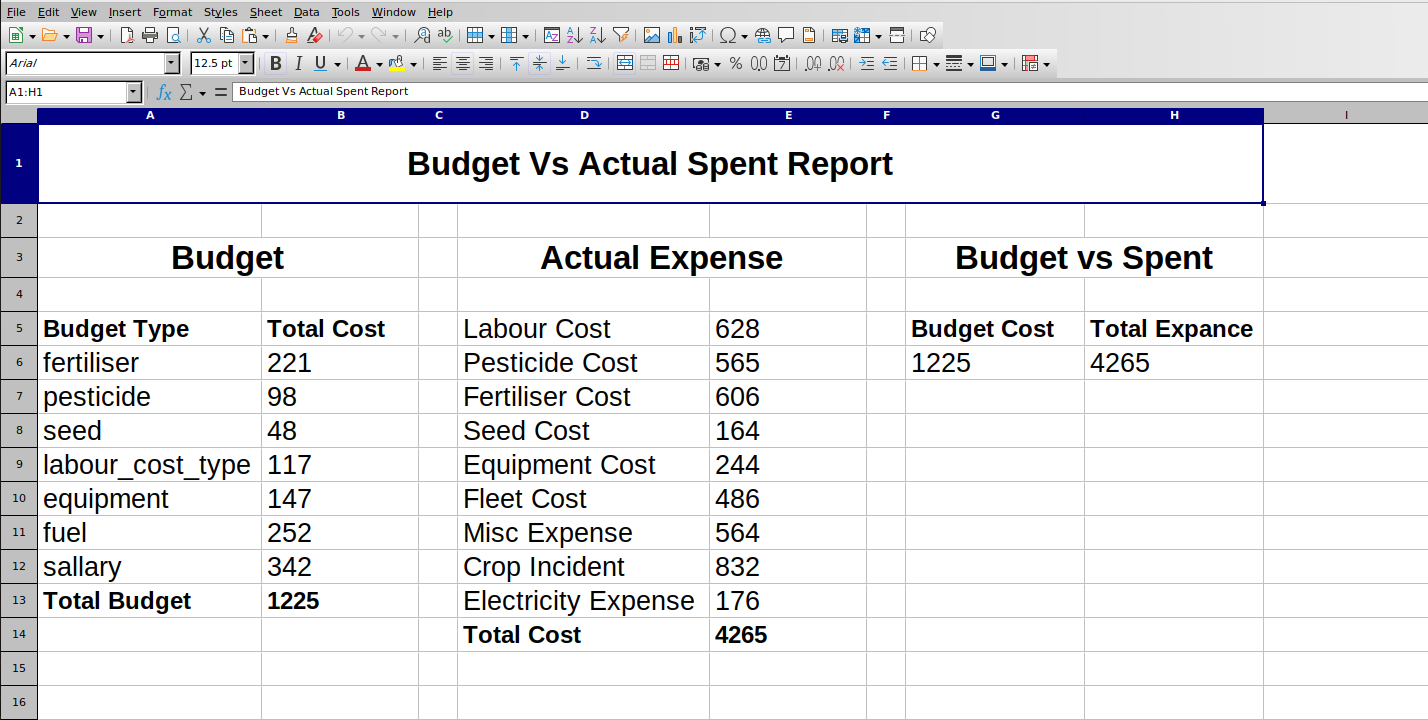 File Edit View Insert Format Styles Sheet Data Tools Window Help
Arial 12.5 pt
A1:H1 Budget Vs Actual Spent Report
A B C D E F G H I
1 Budget Vs Actual Spent Report
2
3 Budget Actual Expense Budget vs Spent
4
5 Budget Type Total Cost Labour Cost 628 Budget Cost Total Expance
6 fertiliser 221 Pesticide Cost 565 1225 4265
7 pesticide 98 Fertiliser Cost 606
8 seed 48 Seed Cost 164
9 labour_cost_type 117 Equipment Cost 244
10 equipment 147 Fleet Cost 486
11 fuel 252 Misc Expense 564
12 sallary 342 Crop Incident 832
13 Total Budget 1225 Electricity Expense 176
14 Total Cost 4265
15
16